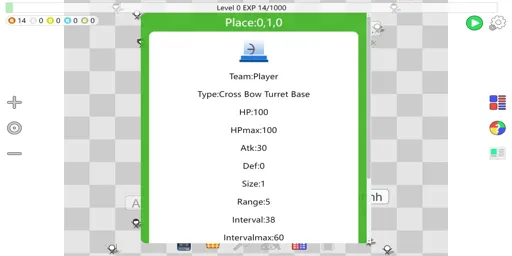 Level 0 EXP 14/1000
14 0 0 0 0
Place:0,1,0
Team:Player
Type:Cross Bow Turret Base
HP:100
HPmax:100
Atk:30
Def:0
Size:1
Range:5
Interval:38
Intervalmax:60